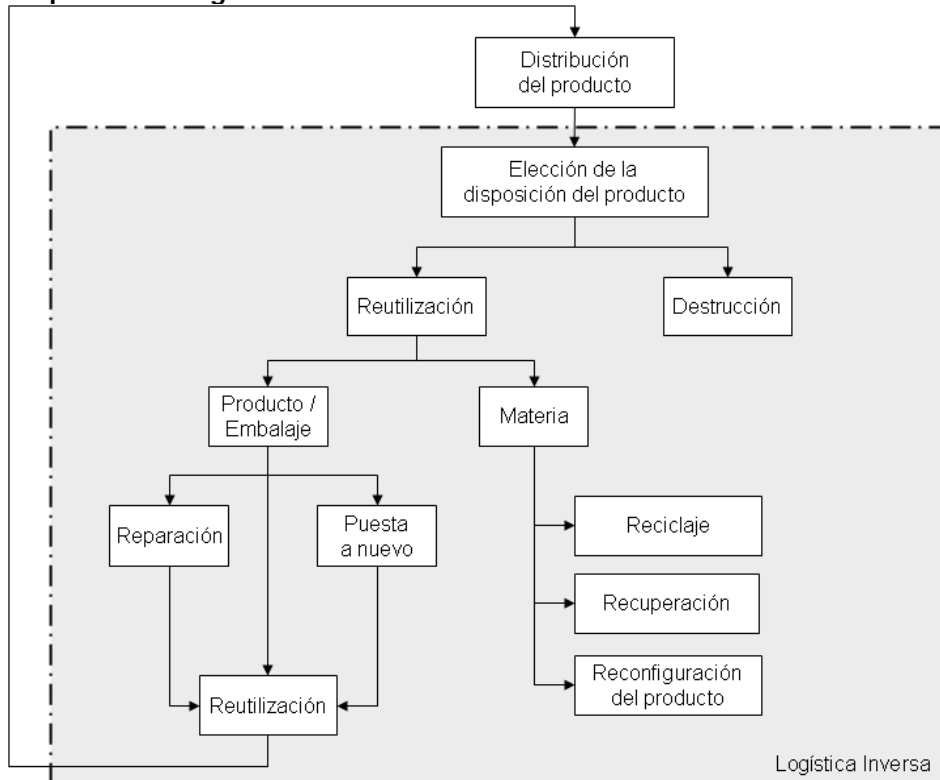 Distribución
del producto
Elección de la
disposición del producto
Reutilización
Destrucción
Producto /
Embalaje
Materia
Reparación
Puesta
a nuevo
Reciclaje
Recuperación
Reutilización
Reconfiguración
del producto
Logística Inversa